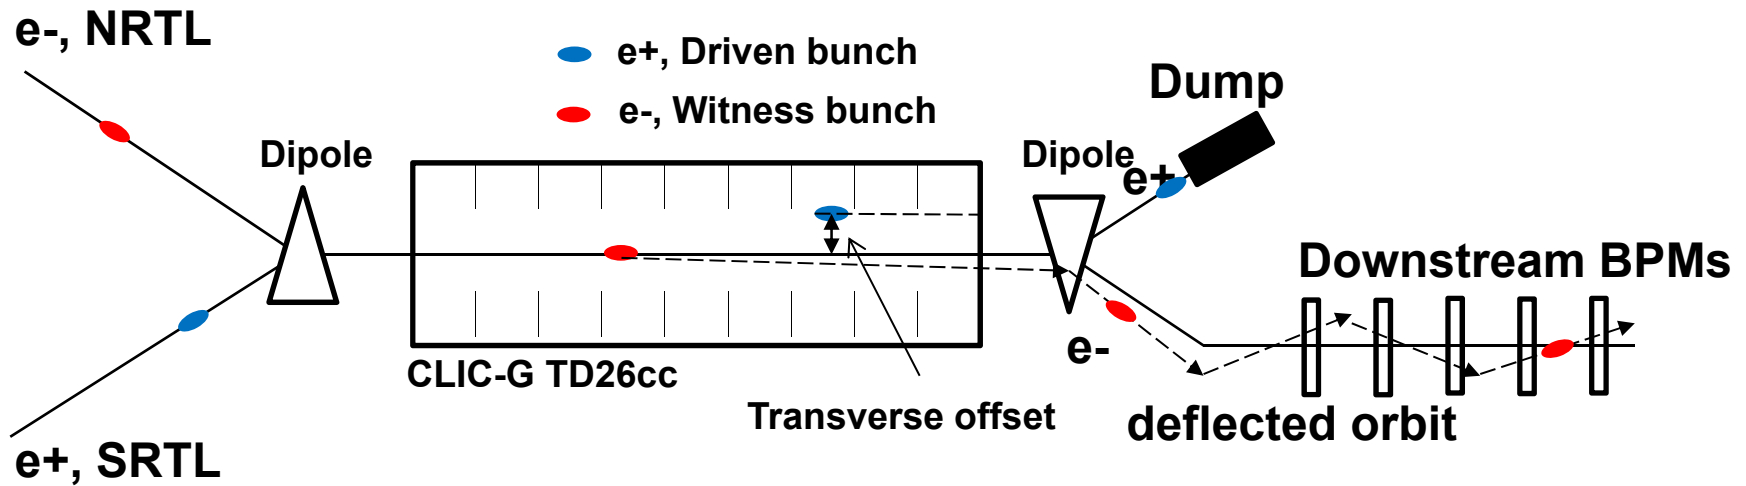 e-, NRTL
e+, Driven bunch
e-, Witness bunch
Dump
Dipole
Dipole
e+
Downstream BPMs
e-
CLIC-G TD26cc
Transverse offset
deflected orbit
e+, SRTL